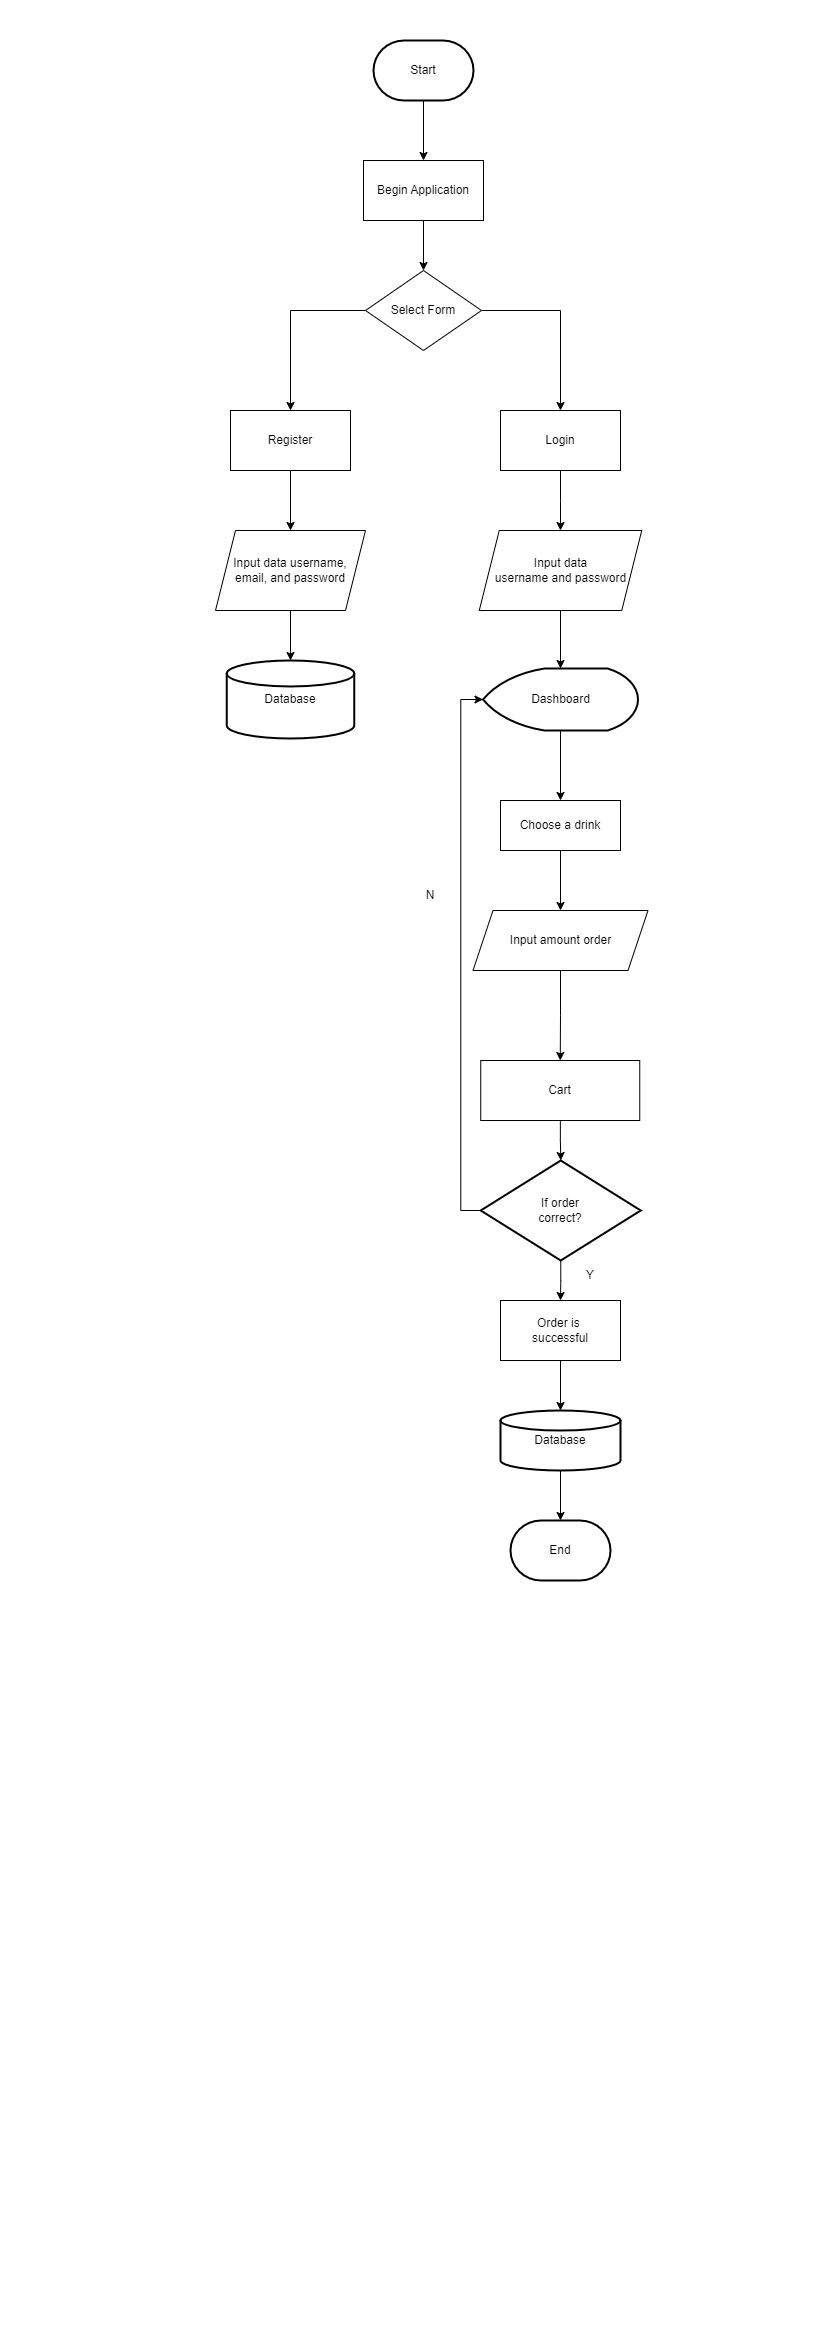 Start
Begin Application
Select Form
Register
Login
Input data username,
email, and password
Input data
username and password
Database
Dashboard
Choose a drink
N
Input amount order
Cart
If order
correct?
Y
Order is
successful
Database
End